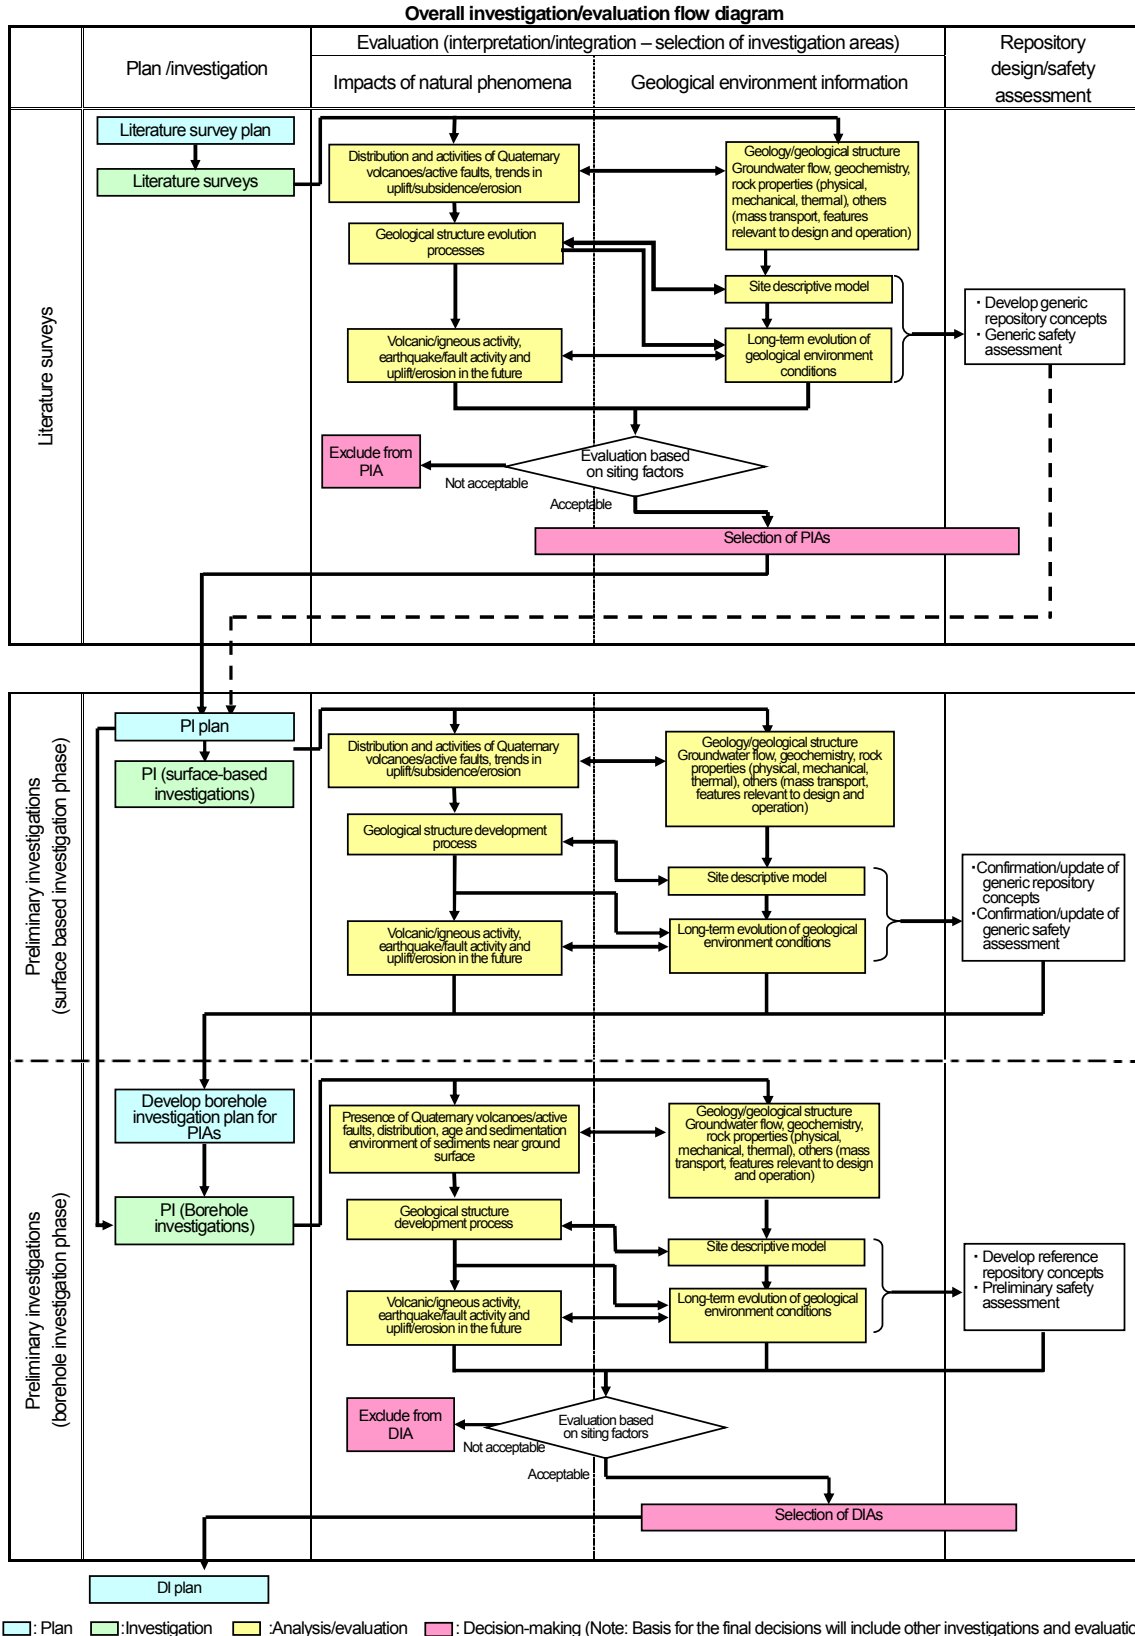 Overall investigation/evaluation flow diagram
Plan /investigation
Evaluation (interpretation/integration – selection of investigation areas)
Impacts of natural phenomena
Geological environment information
Repository
design/safety
assessment
Literature surveys
Literature survey plan
Literature surveys
Distribution and activities of Quaternary
volcanoes/active faults, trends in
uplift/subsidence/erosion
Geology/geological structure
Groundwater flow, geochemistry,
rock properties (physical,
mechanical, thermal), others
(mass transport, features
relevant to design and operation)
Geological structure evolution
processes
Site descriptive model
Volcanic/igneous activity,
earthquake/fault activity and
uplift/erosion in the future
Long-term evolution of
geological environment
conditions
・Develop generic
repository concepts
・Generic safety
assessment
Exclude from
PIA
Not acceptable
Evaluation based
on siting factors
Acceptable
Selection of PIAs
Preliminary investigations
(surface based investigation phase)
PI plan
PI (surface-based
investigations)
Distribution and activities of Quaternary
volcanoes/active faults, trends in
uplift/subsidence/erosion
Geology/geological structure
Groundwater flow, geochemistry, rock
properties (physical, mechanical,
thermal), others (mass transport,
features relevant to design and
operation)
Geological structure development
process
Site descriptive model
Volcanic/igneous activity,
earthquake/fault activity and
uplift/erosion in the future
Long-term evolution of geological
environment conditions
・Confirmation/update of
generic repository
concepts
・Confirmation/update of
generic safety
assessment
Preliminary investigations
(borehole investigation phase)
Develop borehole
investigation plan for
PIAs
PI (Borehole
investigations)
Presence of Quaternary volcanoes/active
faults, distribution, age and sedimentation
environment of sediments near ground
surface
Geology/geological structure
Groundwater flow, geochemistry,
rock properties (physical,
mechanical, thermal), others (mass
transport, features relevant to design
and operation)
Geological structure
development process
Site descriptive model
Volcanic/igneous activity,
earthquake/fault activity and
uplift/erosion in the future
Long-term evolution of geological
environment conditions
・ Develop reference
repository concepts
・ Preliminary safety
assessment
Exclude from
DIA
Not acceptable
Evaluation based
on siting factors
Acceptable
Selection of DIAs
DI plan
: Plan :Investigation :Analysis/evaluation : Decision-making (Note: Basis for the final decisions will include other investigations and evaluatio